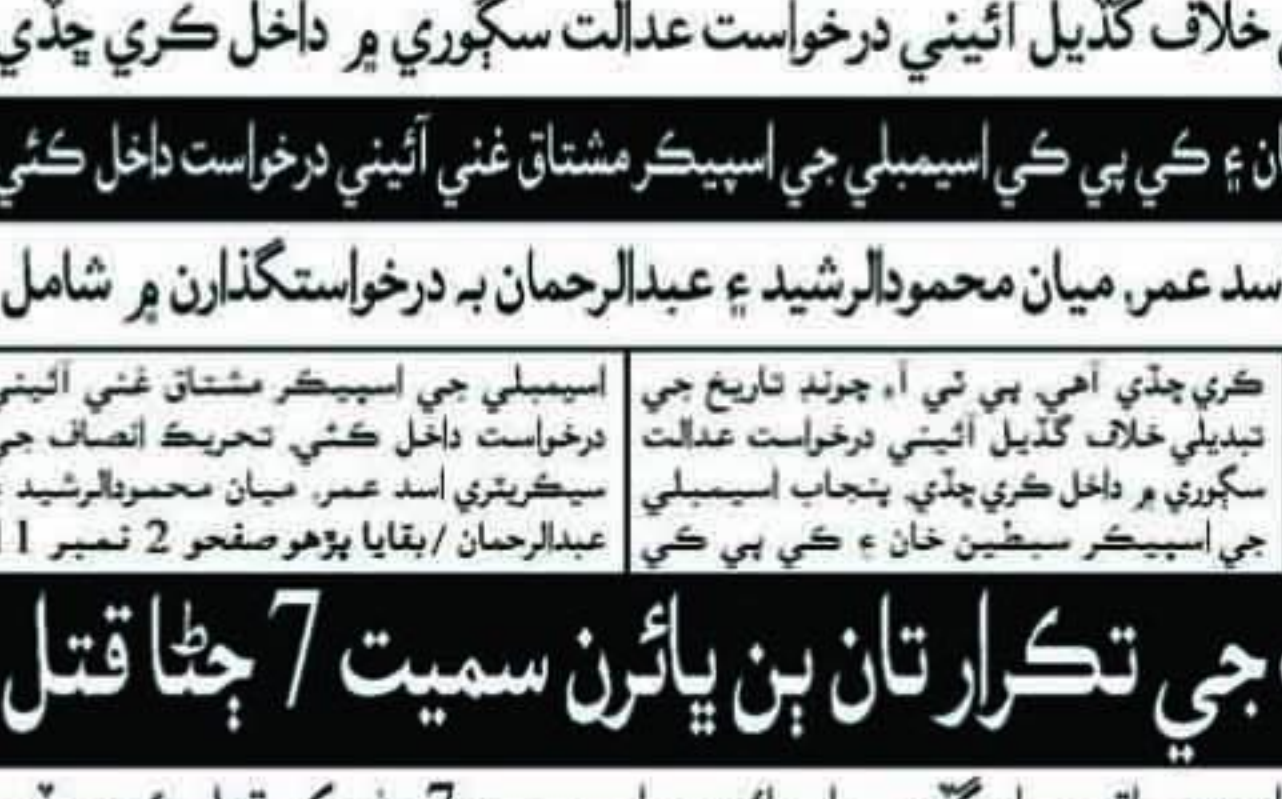 خلاف گڏيل آئيني درخواست عدالت سڳوري ۾ داخل ڪري ڇڏي
۽ ڪي پي ڪي اسيمبلي جي اسپيڪر مشتاق غني آئيني درخواست داخل ڪئي
اسد عمر، ميان محمودالرشيد ۽ عبدالرحمان به درخواستگذارن ۾ شامل
ڪري ڇڏي آهي. پي ٽي آءِ چونڊ تاريخ جي
تبديلي خلاف گڏيل آئيني درخواست عدالت
سڳوري ۾ داخل ڪري ڇڏي. پنجاب اسيمبلي
جي اسپيڪر سبطين خان ۽ ڪي پي ڪي
اسيمبلي جي اسپيڪر مشتاق غني آئيني
درخواست داخل ڪئي. تحريڪ انصاف جي
سيڪريٽري اسد عمر، ميان محمودالرشيد ۽
عبدالرحمان /بقايا پڙهو صفحو 2 نمبر
جي تڪرار تان ٻن ڀائرن سميت 7 ڄڻا قتل